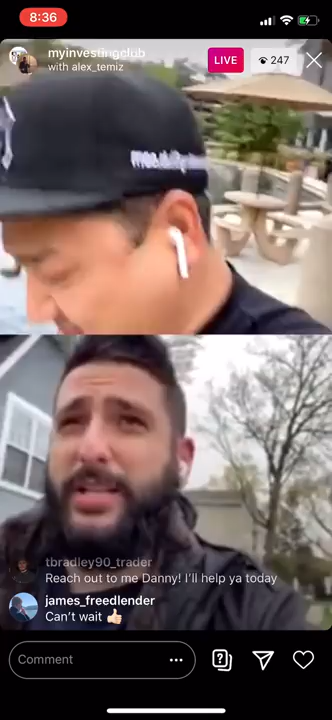 8:36
myinvestingclub
with alex_temiz
LIVE
247
tbradley90_trader
Reach out to me Danny! I'll help ya today
james_freedlender
Can't wait 👍🏻
Comment